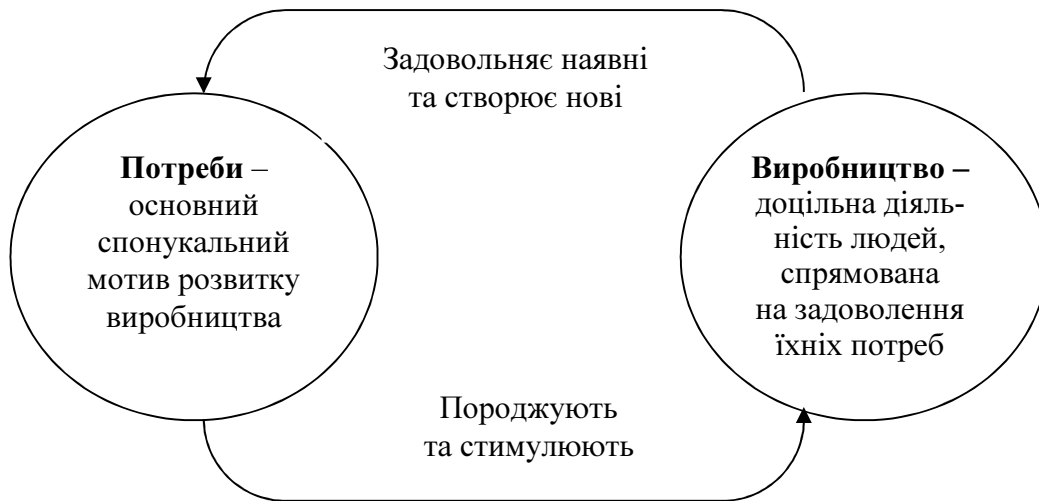 Задовольняє наявні
та створює нові
Потреби –
основний
спонукальний
мотив розвитку
виробництва
Виробництво –
доцільна діяль-
ність людей,
спрямована
на задоволення
їхніх потреб
Породжують
та стимулюють